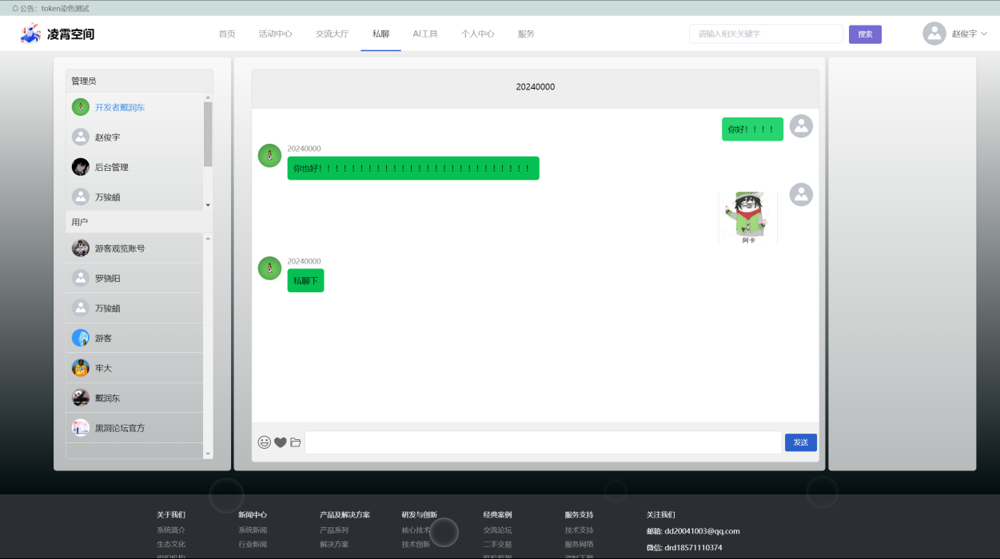 公告：token染色测试
凌霄空间
首页
活动中心
交流大厅
私聊
AI工具
个人中心
服务
请输入相关关键字
搜索
赵俊宇
管理员
开发者戴润东
赵俊宇
后台管理
万骏頔
用户
游客观览账号
罗骁阳
万骏頔
游客
牢大
戴润东
黑洞论坛官方
20240000
你好！！！！
20240000
你也好！！！！！！！！！！！！！！！！！！！！！！！！！
阿卡
20240000
私聊下
发送
关于我们
系统简介
生态文化
组织机构
新闻中心
系统新闻
行业新闻
产品及解决方案
产品系列
解决方案
研发与创新
核心技术
技术创新
经典案例
交流论坛
二手交易
服务支持
技术支持
服务网络
资料下载
关注我们
邮箱: dd20041003@qq.com
微信: drd18571110374